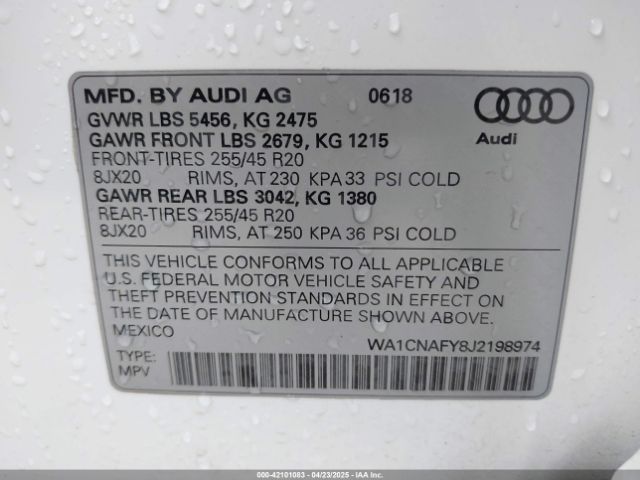 MFD. BY AUDI AG 0618
GVWR LBS 5456, KG 2475
GAWR FRONT LBS 2679, KG 1215
FRONT-TIRES 255/45 R20
8JX20 RIMS, AT 230 KPA 33 PSI COLD
GAWR REAR LBS 3042, KG 1380
REAR-TIRES 255/45 R20
8JX20 RIMS, AT 250 KPA 36 PSI COLD
Audi
THIS VEHICLE CONFORMS TO ALL APPLICABLE
U.S. FEDERAL MOTOR VEHICLE SAFETY AND
THEFT PREVENTION STANDARDS IN EFFECT ON
THE DATE OF MANUFACTURE SHOWN ABOVE.
MEXICO
WA1CNAFY8J2198974
TYPE:
MPV
000-42101083 - 04/23/2025 - IAAI.COM